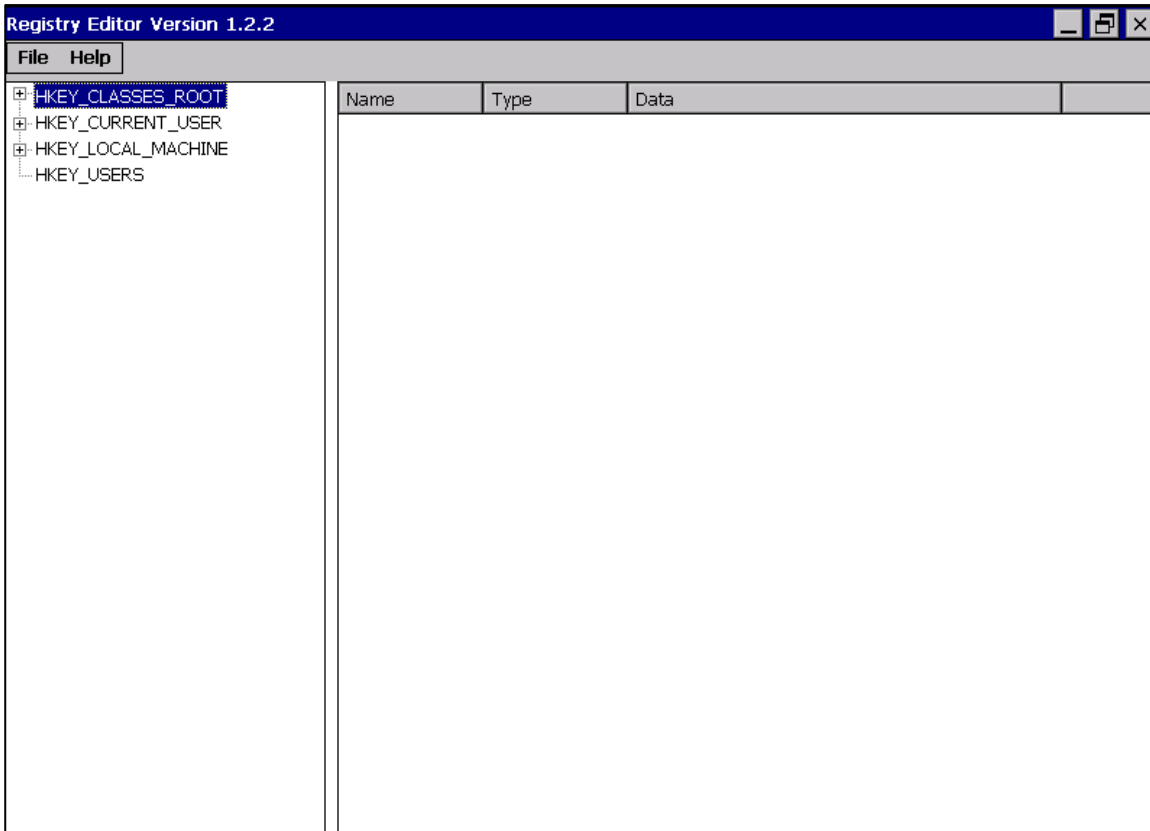 Registry Editor Version 1.2.2
File Help
HKEY_CLASSES_ROOT
HKEY_CURRENT_USER
HKEY_LOCAL_MACHINE
HKEY_USERS
Name Type Data